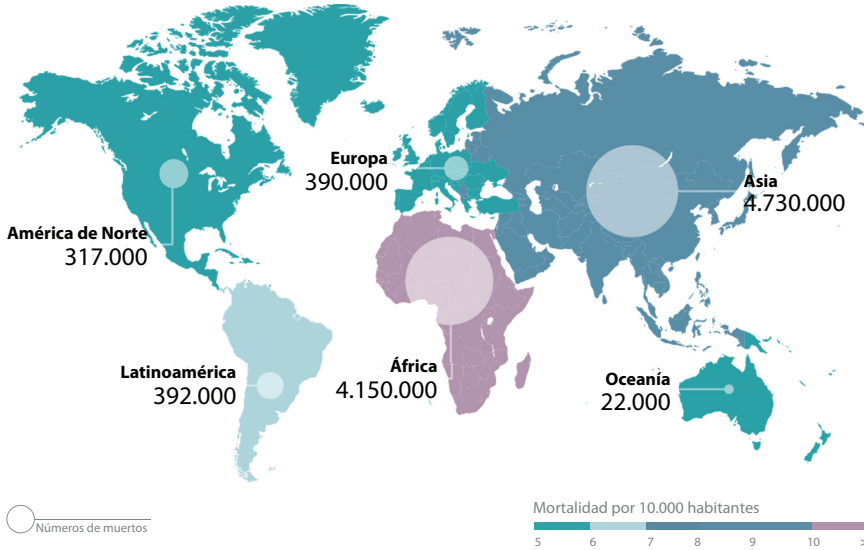 Europa
390.000
Asia
4.730.000
América de Norte
317.000
Latinoamérica
392.000
África
4.150.000
Oceanía
22.000
Números de muertos
Mortalidad por 10.000 habitantes
5 6 7 8 9 10 >